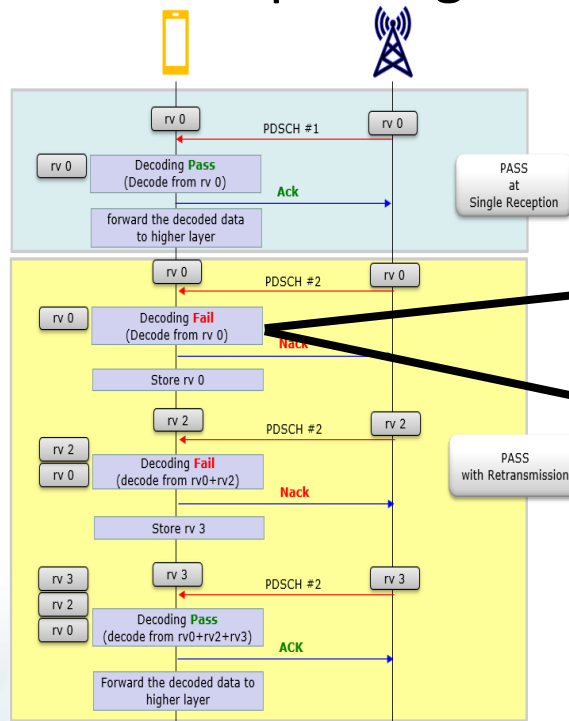 rv 0
rv 0
PDSCH #1
rv 0
Decoding Pass
(Decode from rv 0)
Ack
forward the decoded data
to higher layer
PASS
at
Single Reception
rv 0
rv 0
PDSCH #2
rv 0
Decoding Fail
(Decode from rv 0)
Nack
Store rv 0
rv 2
rv 2
PDSCH #2
rv 2
rv 0
Decoding Fail
(decode from rv0+rv2)
Nack
Store rv 3
PASS
with Retransmission
rv 3
rv 3
PDSCH #2
rv 3
rv 2
rv 0
Decoding Pass
(decode from rv0+rv2+rv3)
ACK
Forward the decoded data to
higher layer